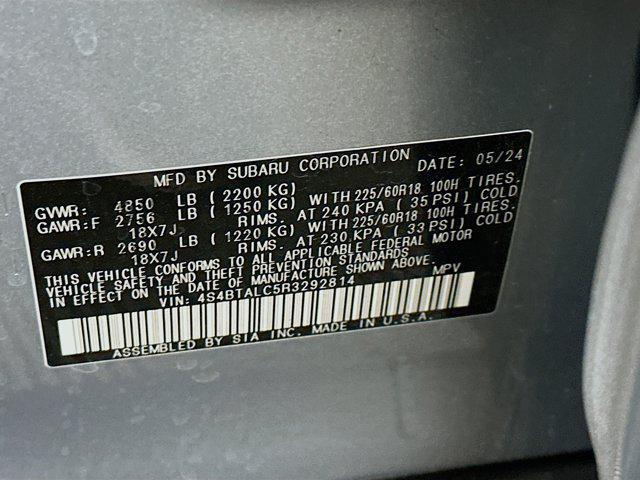 MFD BY SUBARU CORPORATION DATE: 05/24
GVWR: 4850 LB ( 2200 KG)
GAWR:F 2756 LB ( 1250 KG) WITH 225/60R18 100H TIRES.
18X7J RIMS. AT 240 KPA ( 35 PSI) COLD
GAWR:R 2690 LB ( 1220 KG) WITH 225/60R18 100H TIRES.
18X7J RIMS. AT 230 KPA ( 33 PSI) COLD
THIS VEHICLE CONFORMS TO ALL APPLICABLE FEDERAL MOTOR
VEHICLE SAFETY AND THEFT PREVENTION STANDARDS
IN EFFECT ON THE DATE OF MANUFACTURE SHOWN ABOVE.
VIN: 4S4BTALC5R3292814 MPV
ASSEMBLED BY SIA INC. MADE IN U.S.A.